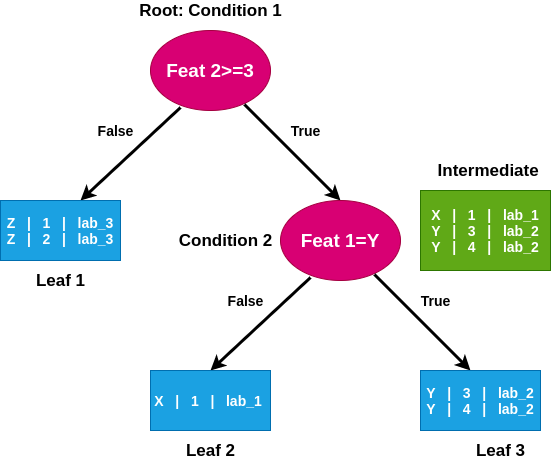 Root: Condition 1
Feat 2>=3
False
True
Intermediate
X | 1 | lab_1
Y | 3 | lab_2
Y | 4 | lab_2
Z | 1 | lab_3
Z | 2 | lab_3
Leaf 1
Condition 2
Feat 1=Y
False
True
X | 1 | lab_1
Leaf 2
Y | 3 | lab_2
Y | 4 | lab_2
Leaf 3